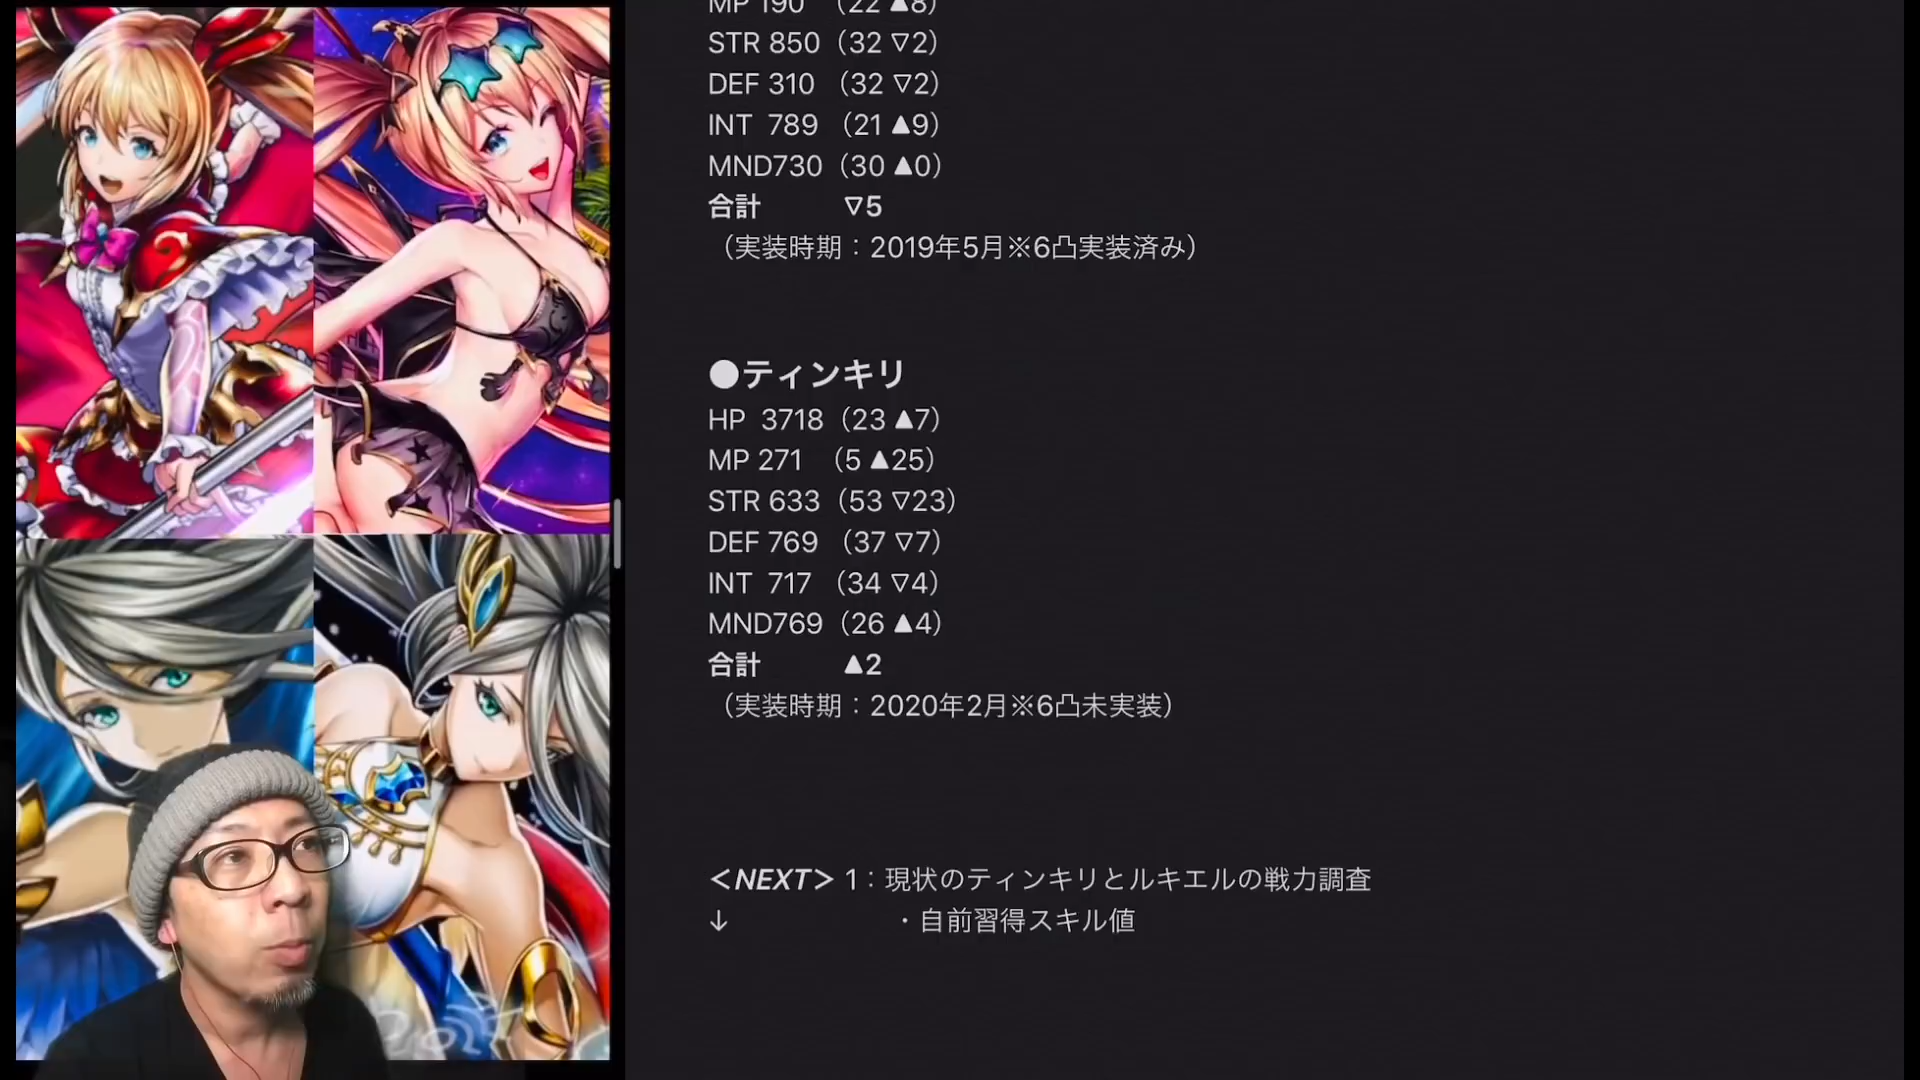 MP 190 （22 ▲8）
STR 850（32 ▽2）
DEF 310 （32 ▽2）
INT 789 （21 ▲9）
MND730（30 ▲0）
合計 ▽5
（実装時期：2019年5月※6凸実装済み）
●ティンキリ
HP 3718（23 ▲7）
MP 271 （5 ▲25）
STR 633（53 ▽23）
DEF 769 （37 ▽7）
INT 717 （34 ▽4）
MND769（26 ▲4）
合計 ▲2
（実装時期：2020年2月※6凸未実装）
＜NEXT＞ 1：現状のティンキリとルキエルの戦力調査
↓ ・自前習得スキル値